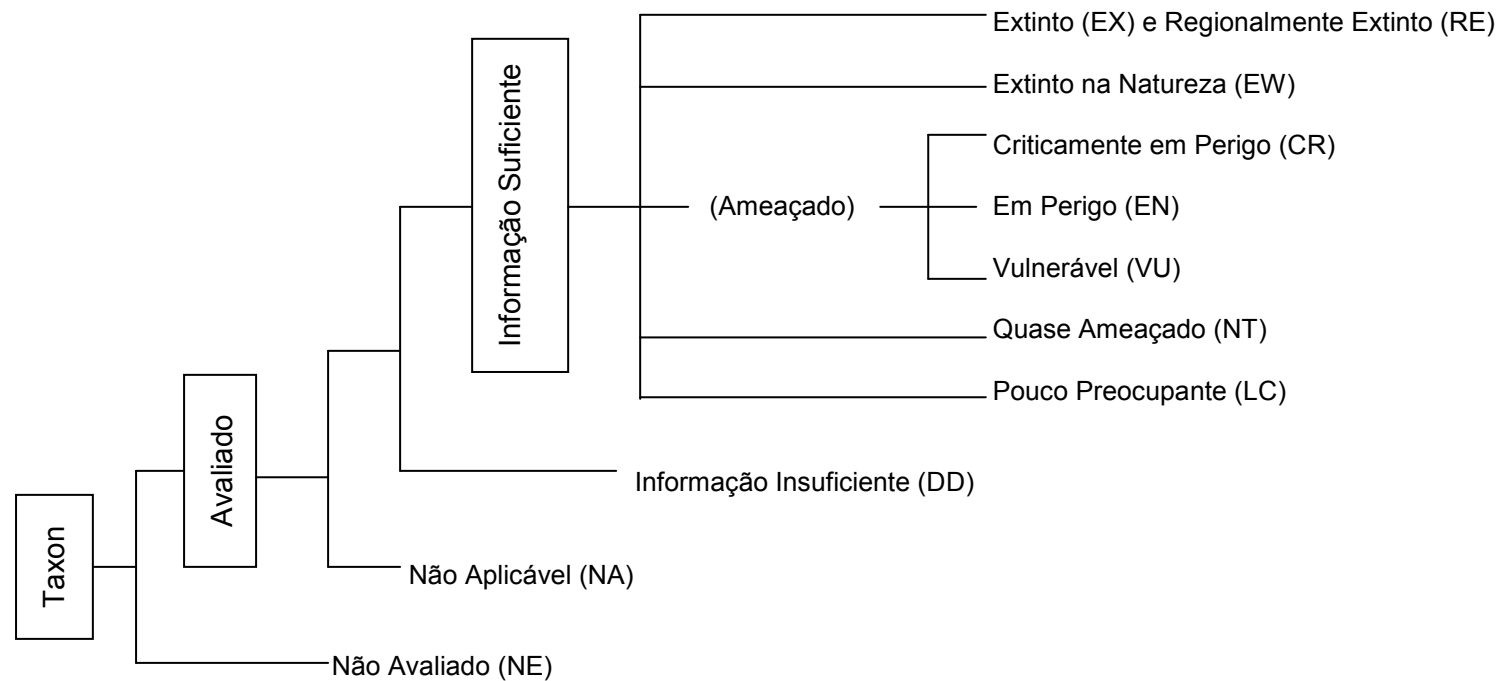 Extinto (EX) e Regionalmente Extinto (RE)
Extinto na Natureza (EW)
Criticamente em Perigo (CR)
(Ameaçado)
Em Perigo (EN)
Vulnerável (VU)
Quase Ameaçado (NT)
Pouco Preocupante (LC)
Informação Suficiente
Informação Insuficiente (DD)
Avaliado
Não Aplicável (NA)
Taxon
Não Avaliado (NE)